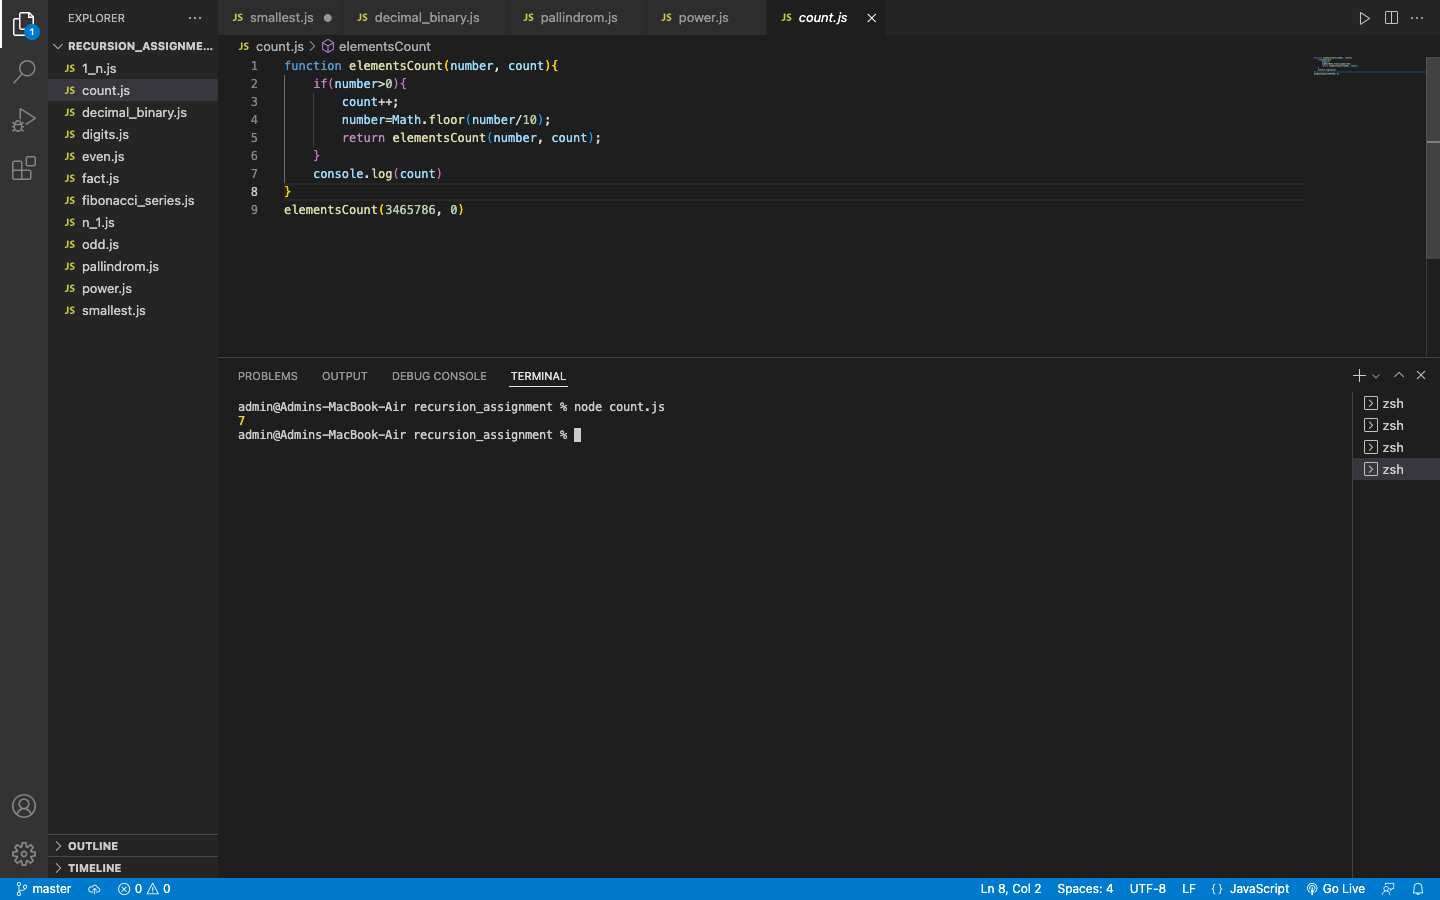 EXPLORER ···
RECURSION_ASSIGNME...
JS 1_n.js
JS count.js
JS decimal_binary.js
JS digits.js
JS even.js
JS fact.js
JS fibonacci_series.js
JS n_1.js
JS odd.js
JS pallindrom.js
JS power.js
JS smallest.js
OUTLINE
TIMELINE
1
JS smallest.js JS decimal_binary.js JS pallindrom.js JS power.js JS count.js
JS count.js > elementsCount
1 function elementsCount(number, count){
2 if(number>0){
3 count++;
4 number=Math.floor(number/10);
5 return elementsCount(number, count);
6 }
7 console.log(count)
8 }
9 elementsCount(3465786, 0)
PROBLEMS OUTPUT DEBUG CONSOLE TERMINAL
admin@Admins-MacBook-Air recursion_assignment % node count.js
7
admin@Admins-MacBook-Air recursion_assignment %
zsh
zsh
zsh
zsh
master 0 0 Ln 8, Col 2 Spaces: 4 UTF-8 LF {} JavaScript Go Live